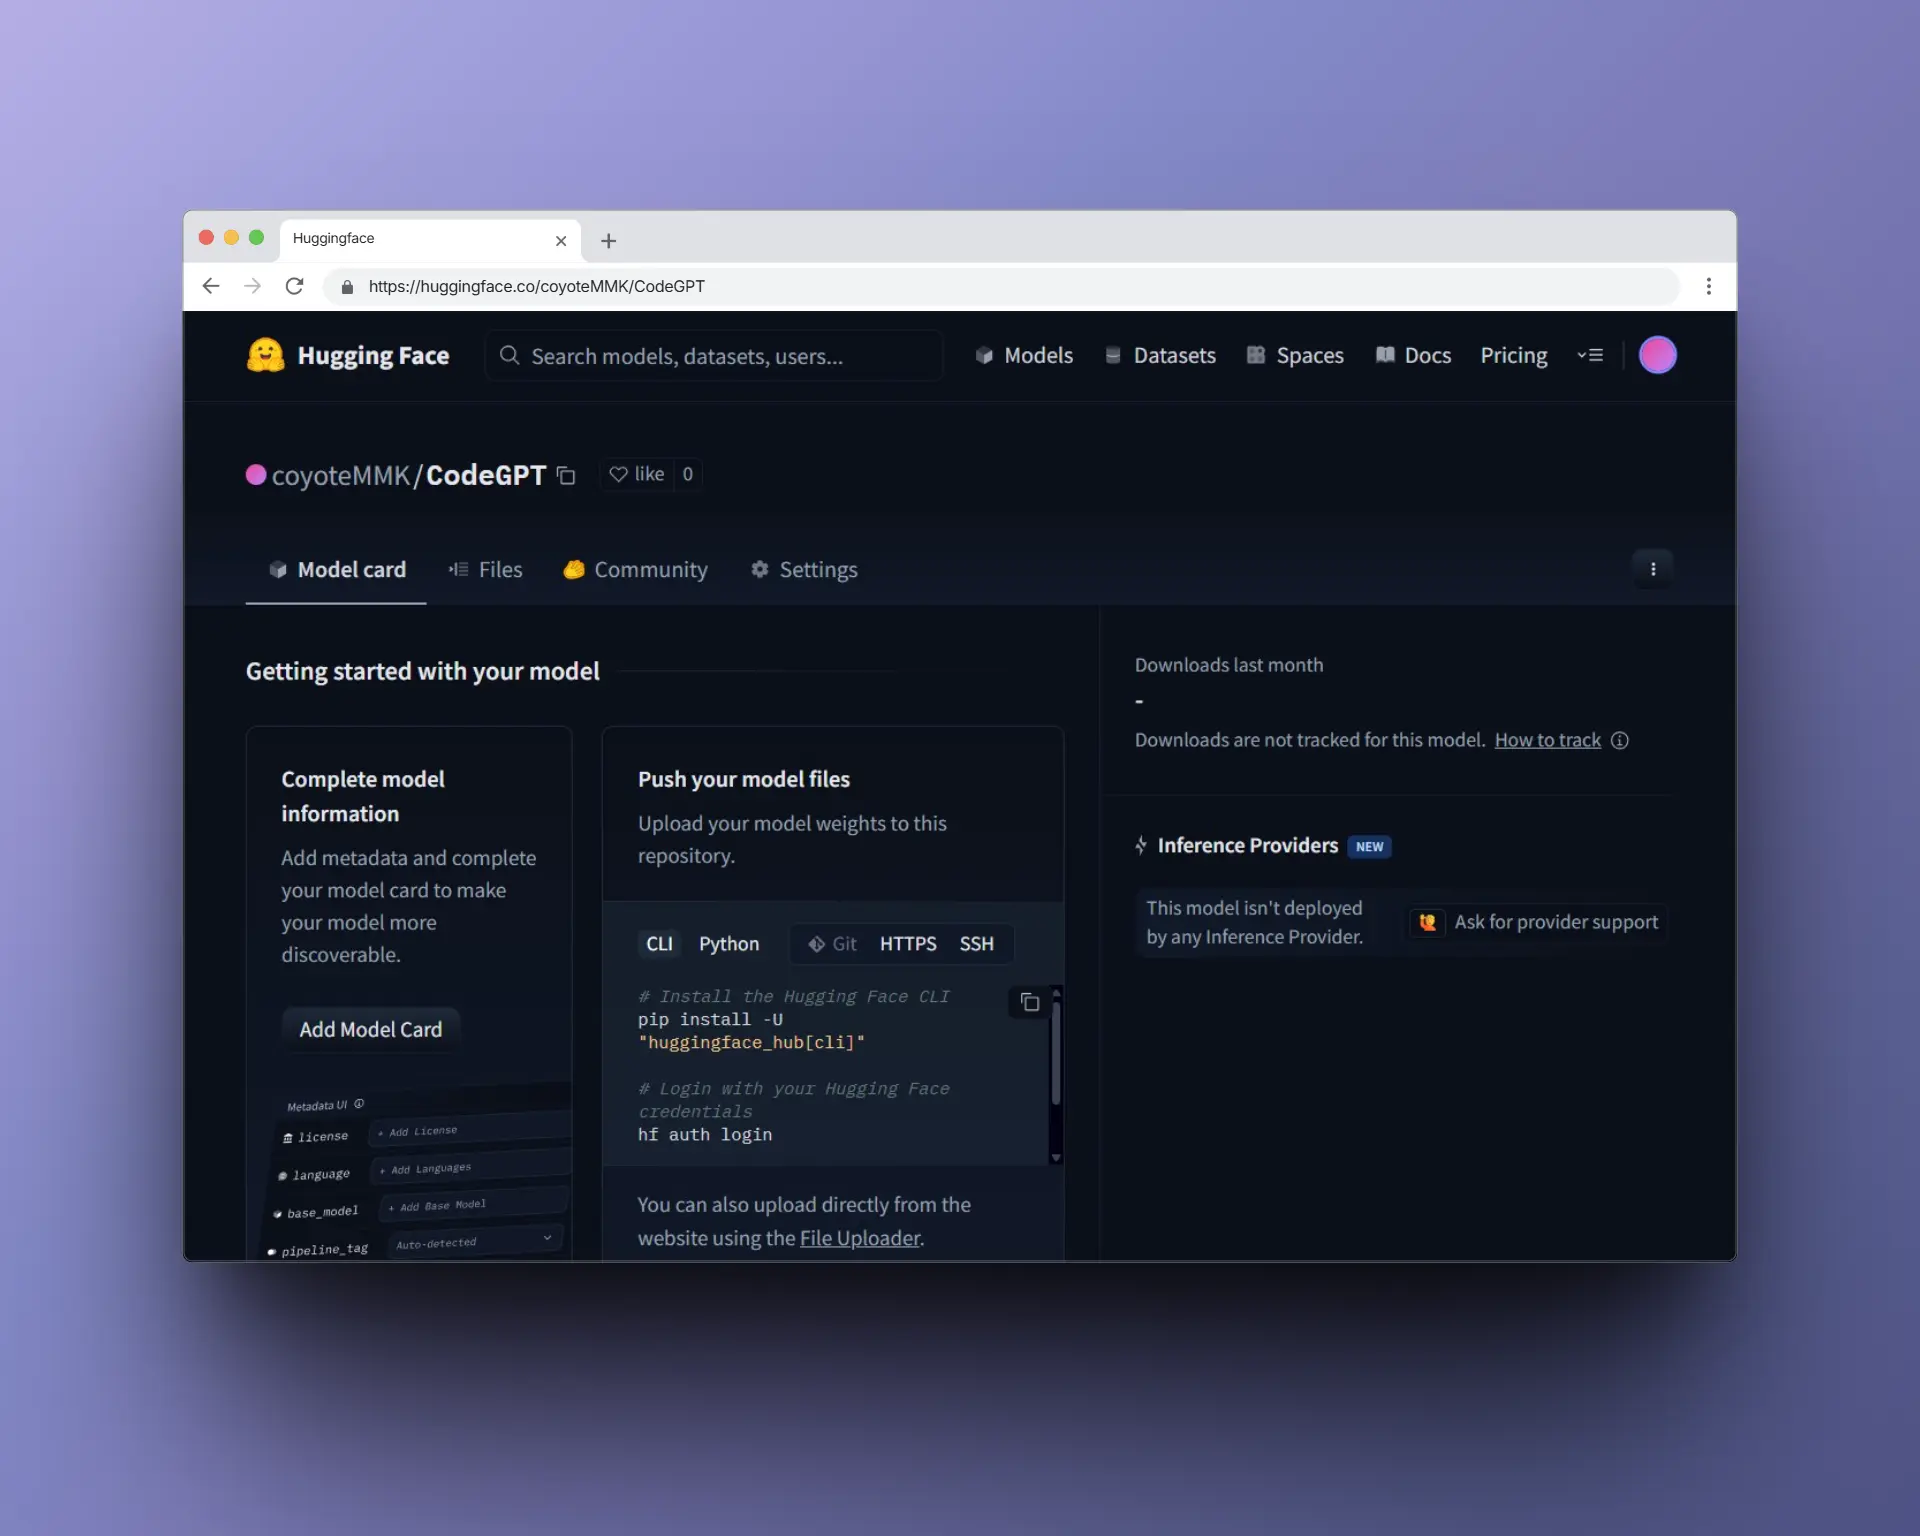 Huggingface
https://huggingface.co/coyoteMMK/CodeGPT
Hugging Face
Search models, datasets, users...
Models
Datasets
Spaces
Docs
Pricing
coyoteMMK/CodeGPT
like 0
Model card
Files
Community
Settings
Getting started with your model
Complete model
information
Add metadata and complete
your model card to make
your model more
discoverable.
Add Model Card
Metadata UI
license + Add License
language + Add Languages
base_model + Add Base Model
pipeline_tag Auto-detected
Push your model files
Upload your model weights to this
repository.
CLI Python Git HTTPS SSH
# Install the Hugging Face CLI
pip install -U
"huggingface_hub[cli]"
# Login with your Hugging Face
credentials
hf auth login
You can also upload directly from the
website using the File Uploader.
Downloads last month
-
Downloads are not tracked for this model. How to track
Inference Providers NEW
This model isn't deployed
by any Inference Provider.
Ask for provider support